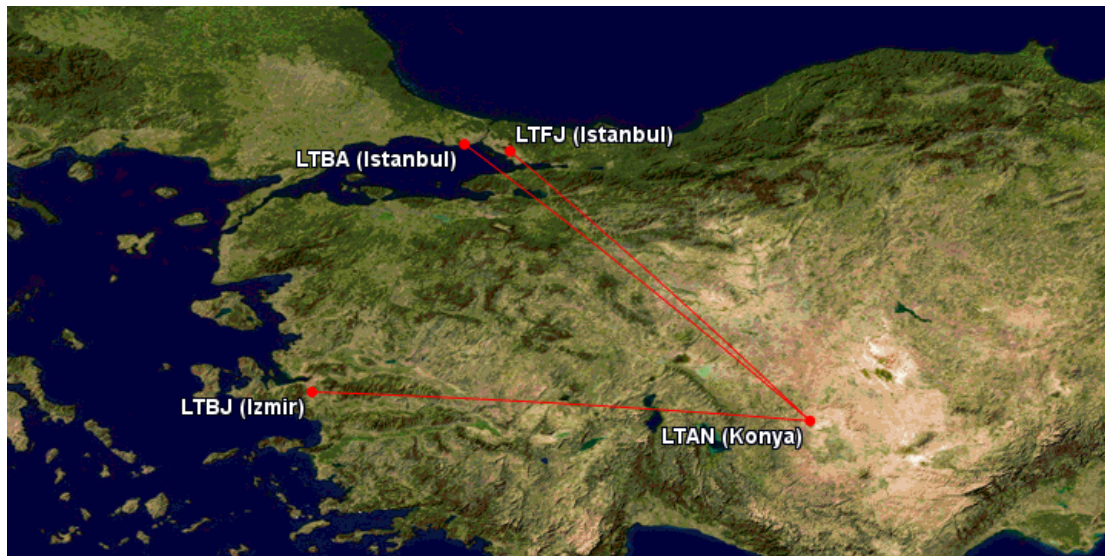 LTFJ (Istanbul)
LTBA (Istanbul)
LTBJ (Izmir)
LTAN (Konya)